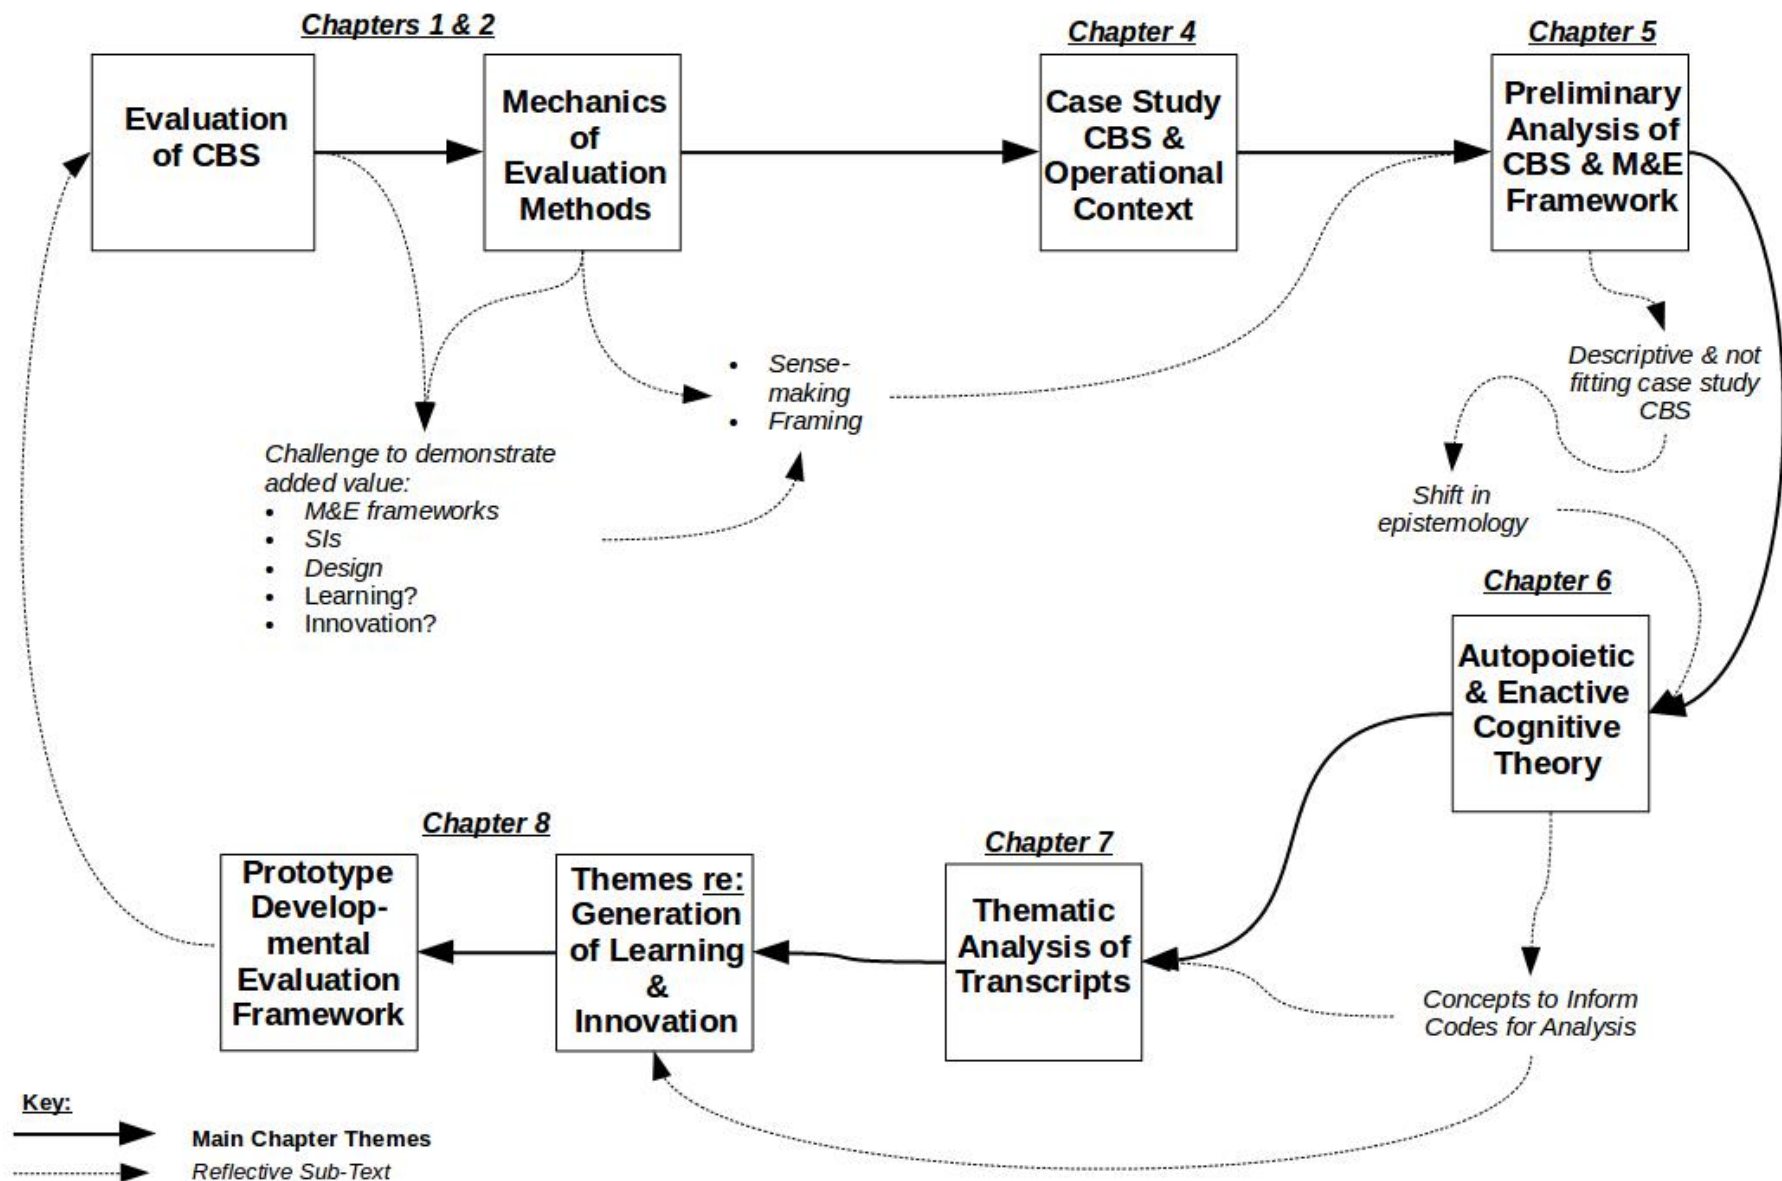 Chapters 1 & 2
Evaluation
of CBS
Mechanics
of
Evaluation
Methods
Chapter 4
Case Study
CBS &
Operational
Context
Chapter 5
Preliminary
Analysis of
CBS & M&E
Framework
Challenge to demonstrate
added value:
• M&E frameworks
• SIs
• Design
• Learning?
• Innovation?
• Sense-
making
• Framing
Descriptive & not
fitting case study
CBS
Shift in
epistemology
Chapter 6
Autopoietic
& Enactive
Cognitive
Theory
Concepts to Inform
Codes for Analysis
Chapter 7
Thematic
Analysis of
Transcripts
Chapter 8
Themes re:
Generation
of Learning
&
Innovation
Prototype
Develop-
mental
Evaluation
Framework
Key:
Main Chapter Themes
Reflective Sub-Text